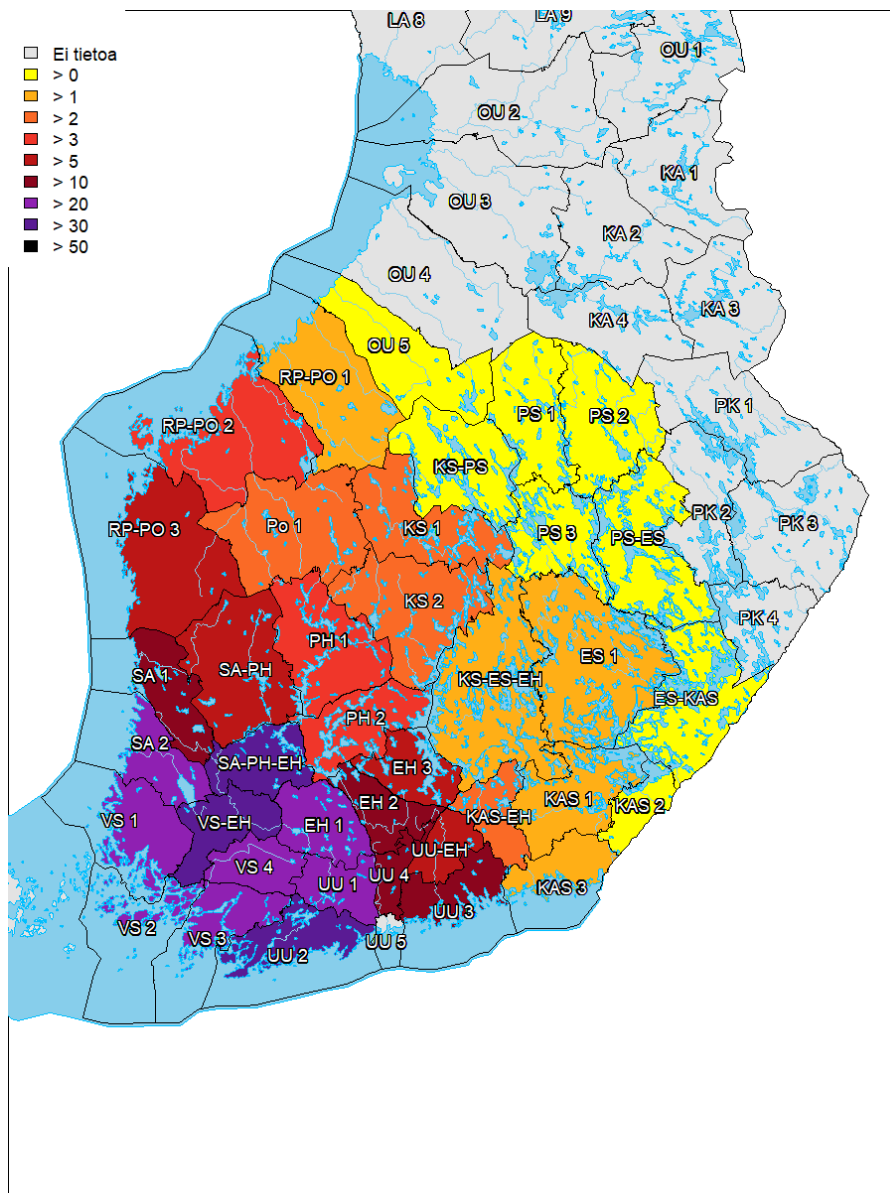 LA 8
LA 9
Ei tietoa
> 0
> 1
> 2
> 3
> 5
> 10
> 20
> 30
> 50
OU 1
OU 2
KA 1
OU 3
KA 2
OU 4
KA 3
KA 4
OU 5
RP-PO 1
PK 1
PS 1
PS 2
RP-PO 2
KS-PS
PK 2
PK 3
RP-PO 3
Po 1
KS 1
PS 3
PS-ES
KS 2
PK 4
PH 1
ES 1
SA 1
SA-PH
KS-ES-EH
ES-KAS
PH 2
SA 2
SA-PH-EH
EH 3
EH 2
KAS 1
KAS 2
VS 1
VS-EH
EH 1
KAS-EH
UU-EH
VS 4
UU 4
UU 1
KAS 3
UU 3
VS 2
VS 3
UU 5
UU 2